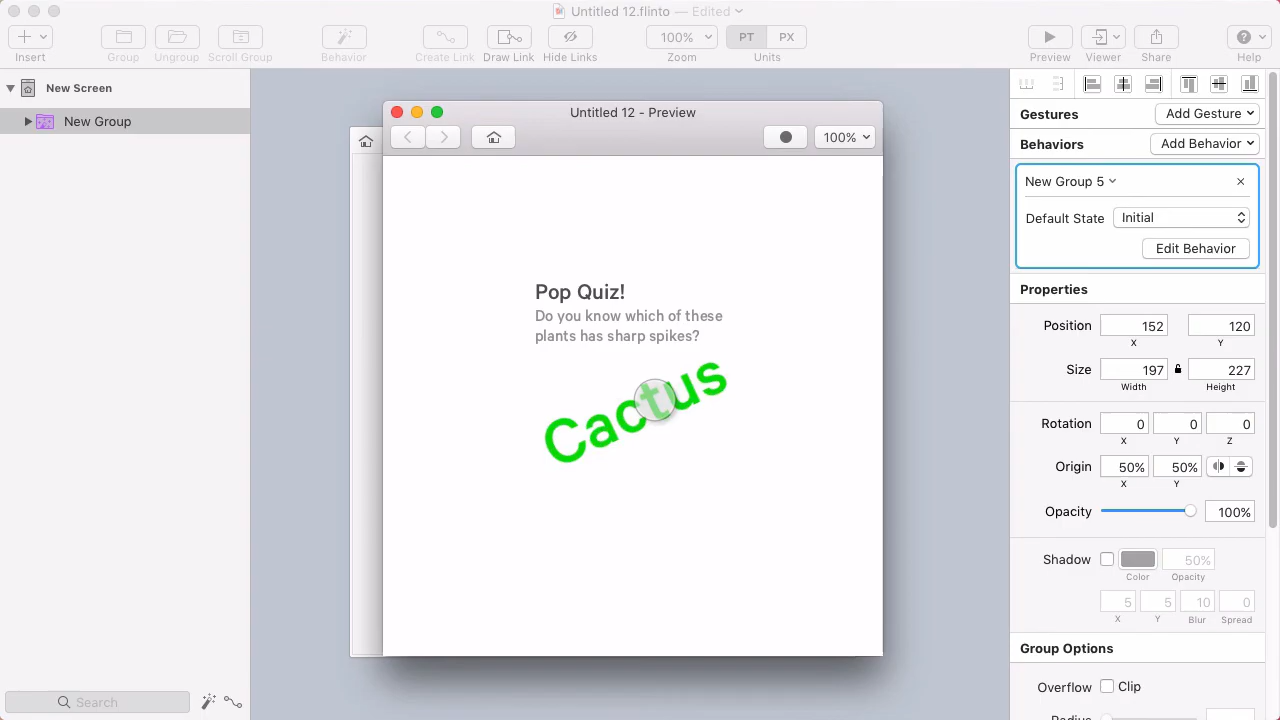 Untitled 12.flinto — Edited
Insert
Group
Ungroup
Scroll Group
Behavior
Create Link
Draw Link
Hide Links
100%
Zoom
PT
PX
Units
Preview
Viewer
Share
Help
New Screen
New Group
Search
Untitled 12 - Preview
100%
Pop Quiz!
Do you know which of these
plants has sharp spikes?
Cactus
Gestures
Add Gesture
Behaviors
Add Behavior
New Group 5
Default State
Initial
Edit Behavior
Properties
Position
152
120
X
Y
Size
197
227
Width
Height
Rotation
0
0
0
X
Y
Z
Origin
50%
50%
X
Y
Opacity
100%
Shadow
50%
Color
Opacity
5
5
10
0
X
Y
Blur
Spread
Group Options
Overflow
Clip